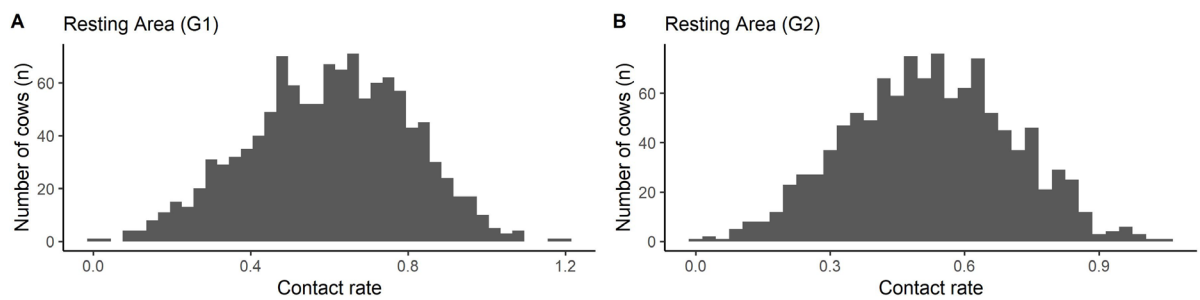 A
Resting Area (G1)
Number of cows (n)
60
40
20
0
0.0
0.4
0.8
1.2
Contact rate
B
Resting Area (G2)
Number of cows (n)
60
40
20
0
0.0
0.3
0.6
0.9
Contact rate